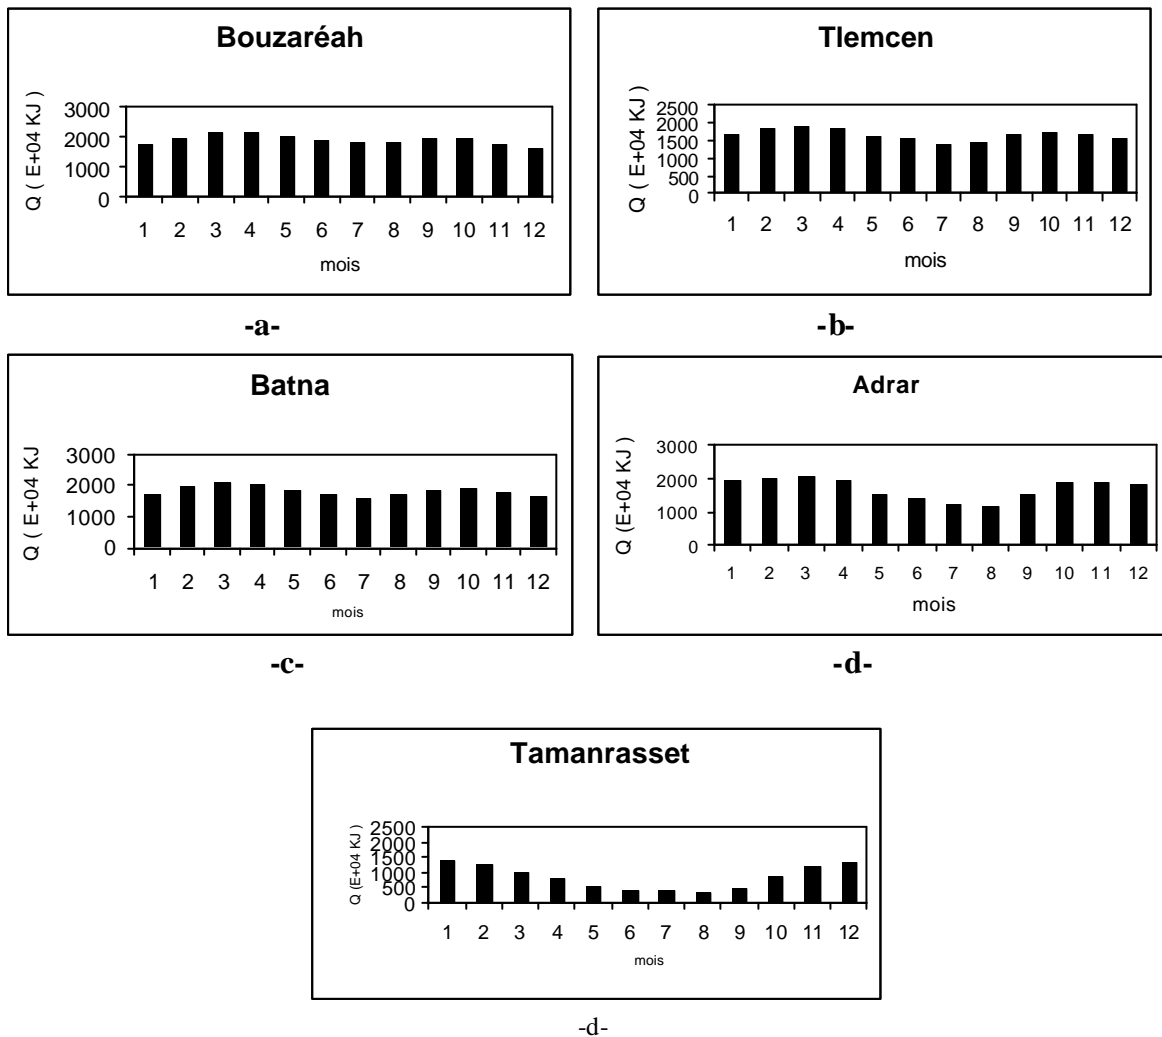 Bouzaréah
Q ( E+04 KJ )
3000
2000
1000
0
1 2 3 4 5 6 7 8 9 10 11 12
mois
-a-
Tlemcen
Q ( E+04 KJ )
2500
2000
1500
1000
500
0
1 2 3 4 5 6 7 8 9 10 11 12
mois
-b-
Batna
Q ( E+04 KJ
3000
2000
1000
0
1 2 3 4 5 6 7 8 9 10 11 12
mois
-c-
Adrar
Q (E+04 KJ )
3000
2000
1000
0
1 2 3 4 5 6 7 8 9 10 11 12
mois
-d-
Tamanrasset
Q (E+04 KJ )
2500
2000
1500
1000
500
0
1 2 3 4 5 6 7 8 9 10 11 12
mois
-d-